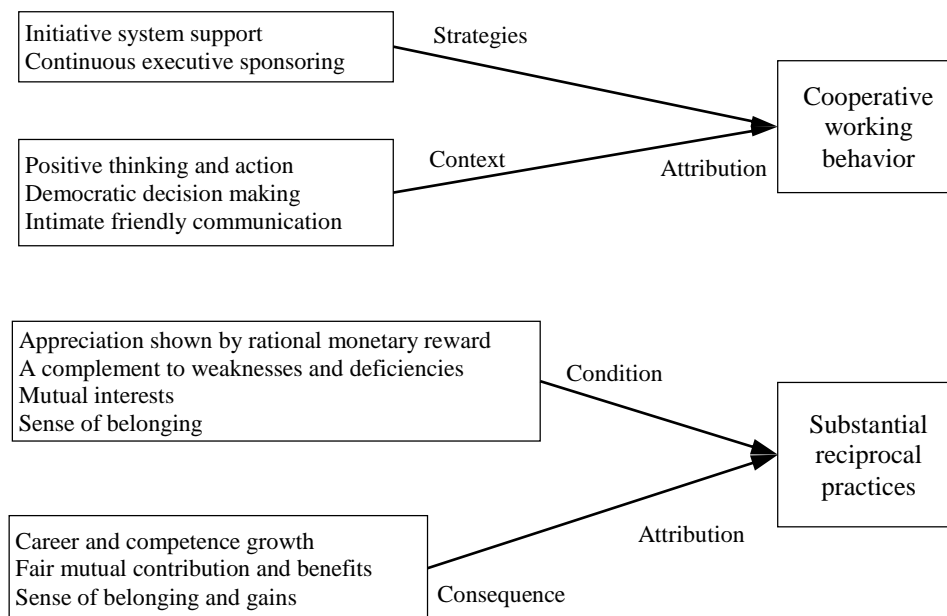 Initiative system support
Continuous executive sponsoring
Strategies
Positive thinking and action
Democratic decision making
Intimate friendly communication
Context
Attribution
Cooperative
working
behavior
Appreciation shown by rational monetary reward
A complement to weaknesses and deficiencies
Mutual interests
Sense of belonging
Condition
Career and competence growth
Fair mutual contribution and benefits
Sense of belonging and gains
Consequence
Attribution
Substantial
reciprocal
practices